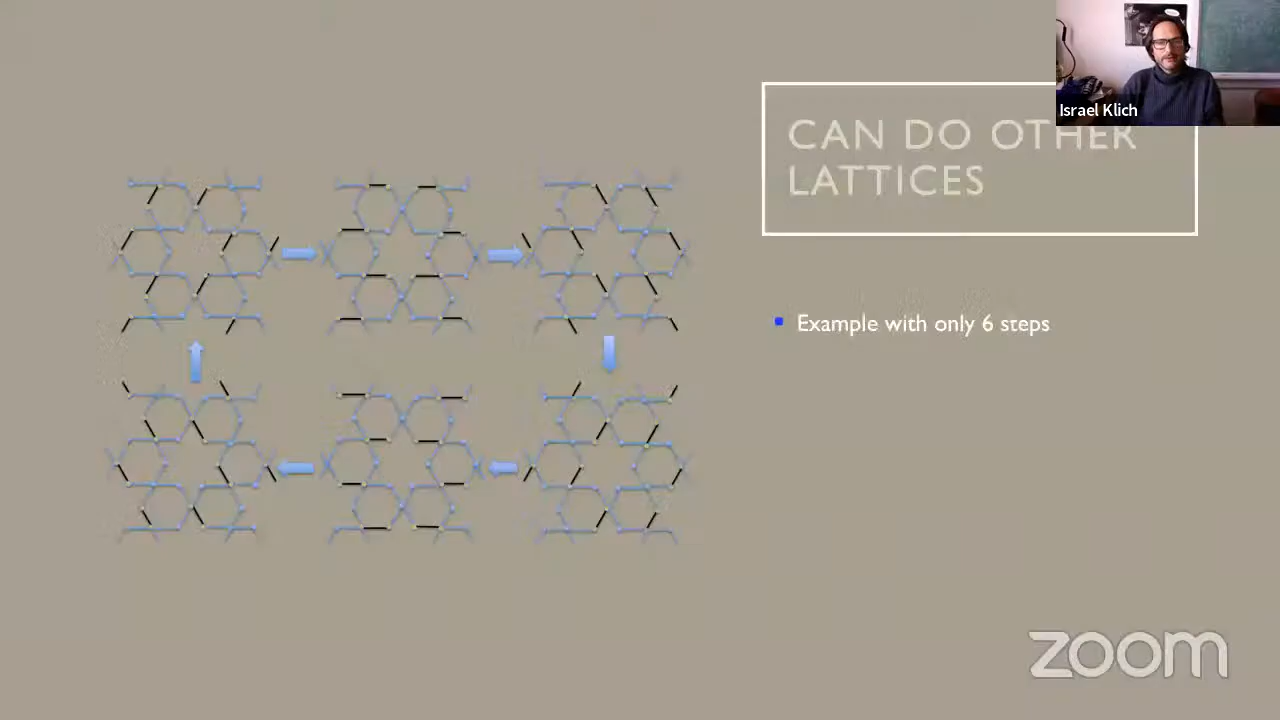 Israel Klich
CAN DO OTHER
LATTICES
Example with only 6 steps
zoom